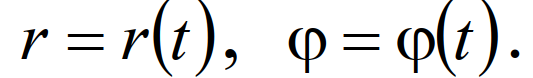 r = r(t), φ = φ(t).